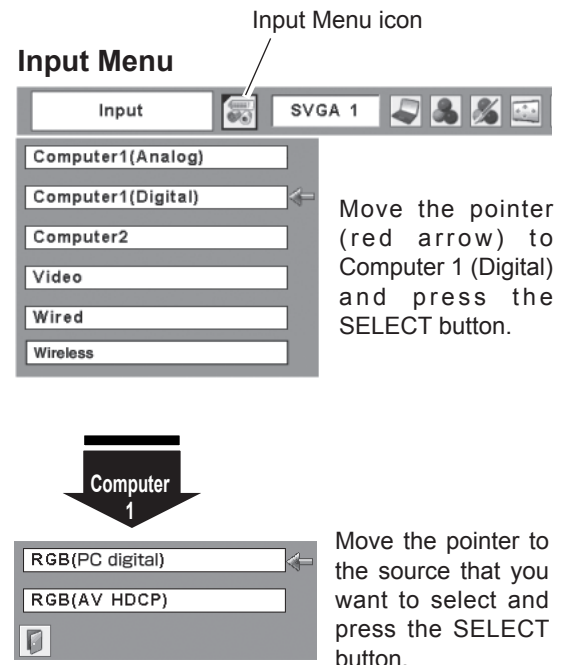 Input Menu icon
Input Menu
Input
SVGA 1
Computer1(Analog)
Computer1(Digital)
Computer2
Video
Wired
Wireless
Move the pointer
(red arrow) to
Computer 1 (Digital)
and press the
SELECT button.
Computer
1
RGB(PC digital)
RGB(AV HDCP)
Move the pointer to
the source that you
want to select and
press the SELECT
button.